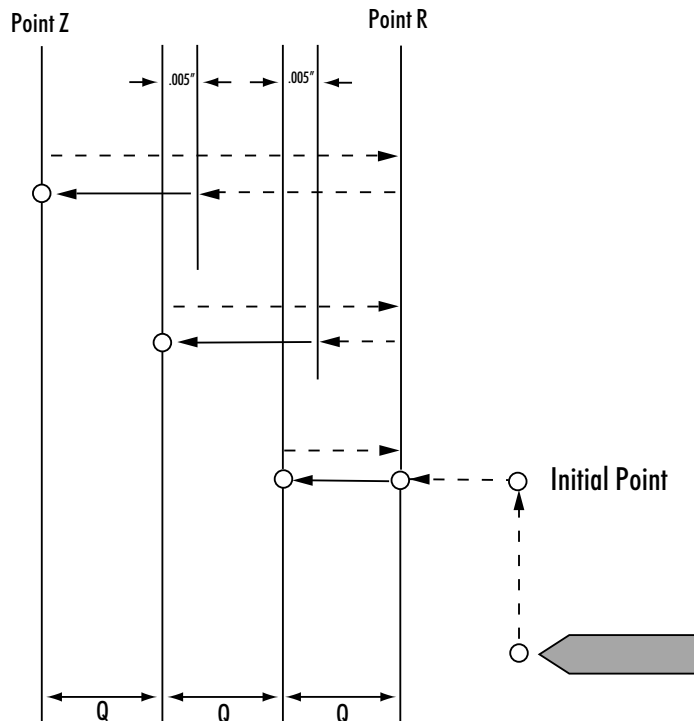 Point Z
Point R
.005"
.005"
Initial Point
Q
Q
Q